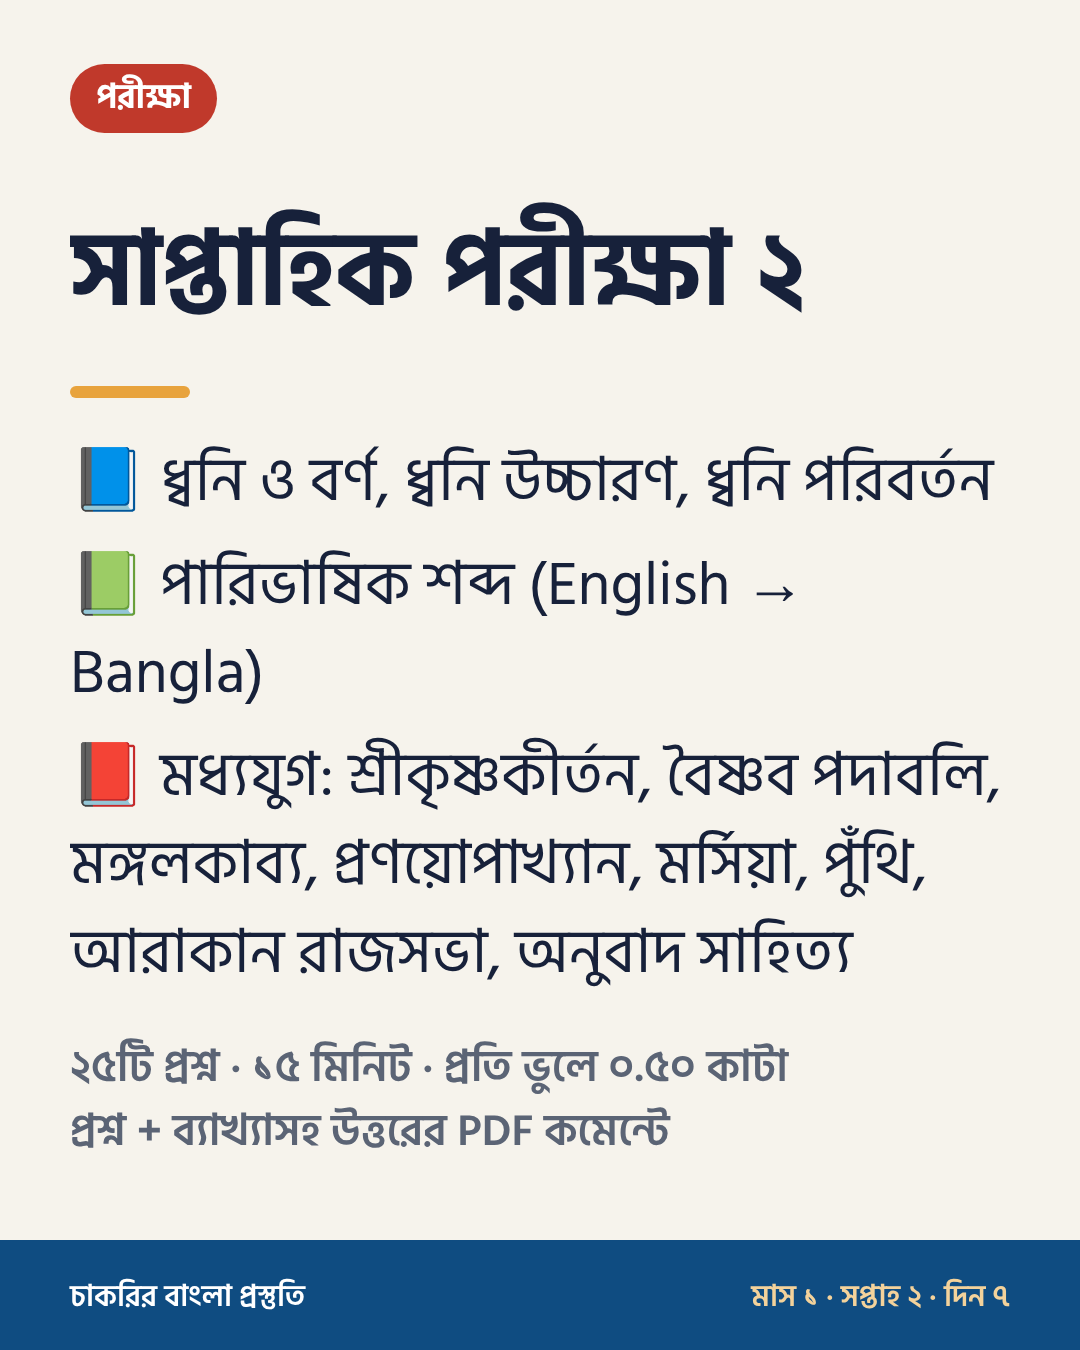 পরীক্ষা
সাপ্তাহিক পরীক্ষা ২
📘 ধ্বনি ও বর্ণ, ধ্বনি উচ্চারণ, ধ্বনি পরিবর্তন
📗 পারিভাষিক শব্দ (English →
Bangla)
📕 মধ্যযুগ: শ্রীকৃষ্ণকীর্তন, বৈষ্ণব পদাবলি,
মঙ্গলকাব্য, প্রণয়োপাখ্যান, মর্সিয়া, পুঁথি,
আরাকান রাজসভা, অনুবাদ সাহিত্য
২৫টি প্রশ্ন · ১৫ মিনিট · প্রতি ভুলে ০.৫০ কাটা
প্রশ্ন + ব্যাখ্যাসহ উত্তরের PDF কমেন্টে
চাকরির বাংলা প্রস্তুতি
মাস ১ · সপ্তাহ ২ · দিন ৭